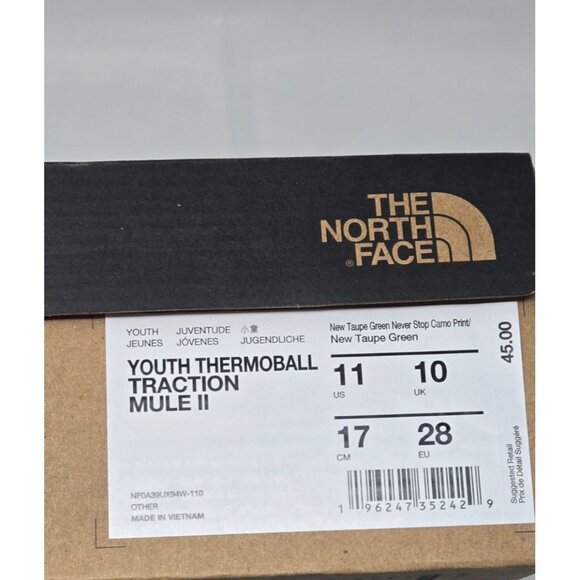 THE
NORTH
FACE®
YOUTH JUVENTUDE 小童
JEUNES JÓVENES JUGENDLICHE
YOUTH THERMOBALL
TRACTION
MULE II
New Taupe Green Never Stop Camo Print/
New Taupe Green
11 10
US UK
17 28
CM EU
45.00
Suggested Retail
Prix de Détail Suggéré
NF0A39UX94W-110
OTHER
MADE IN VIETNAM
1 96247 35242 9